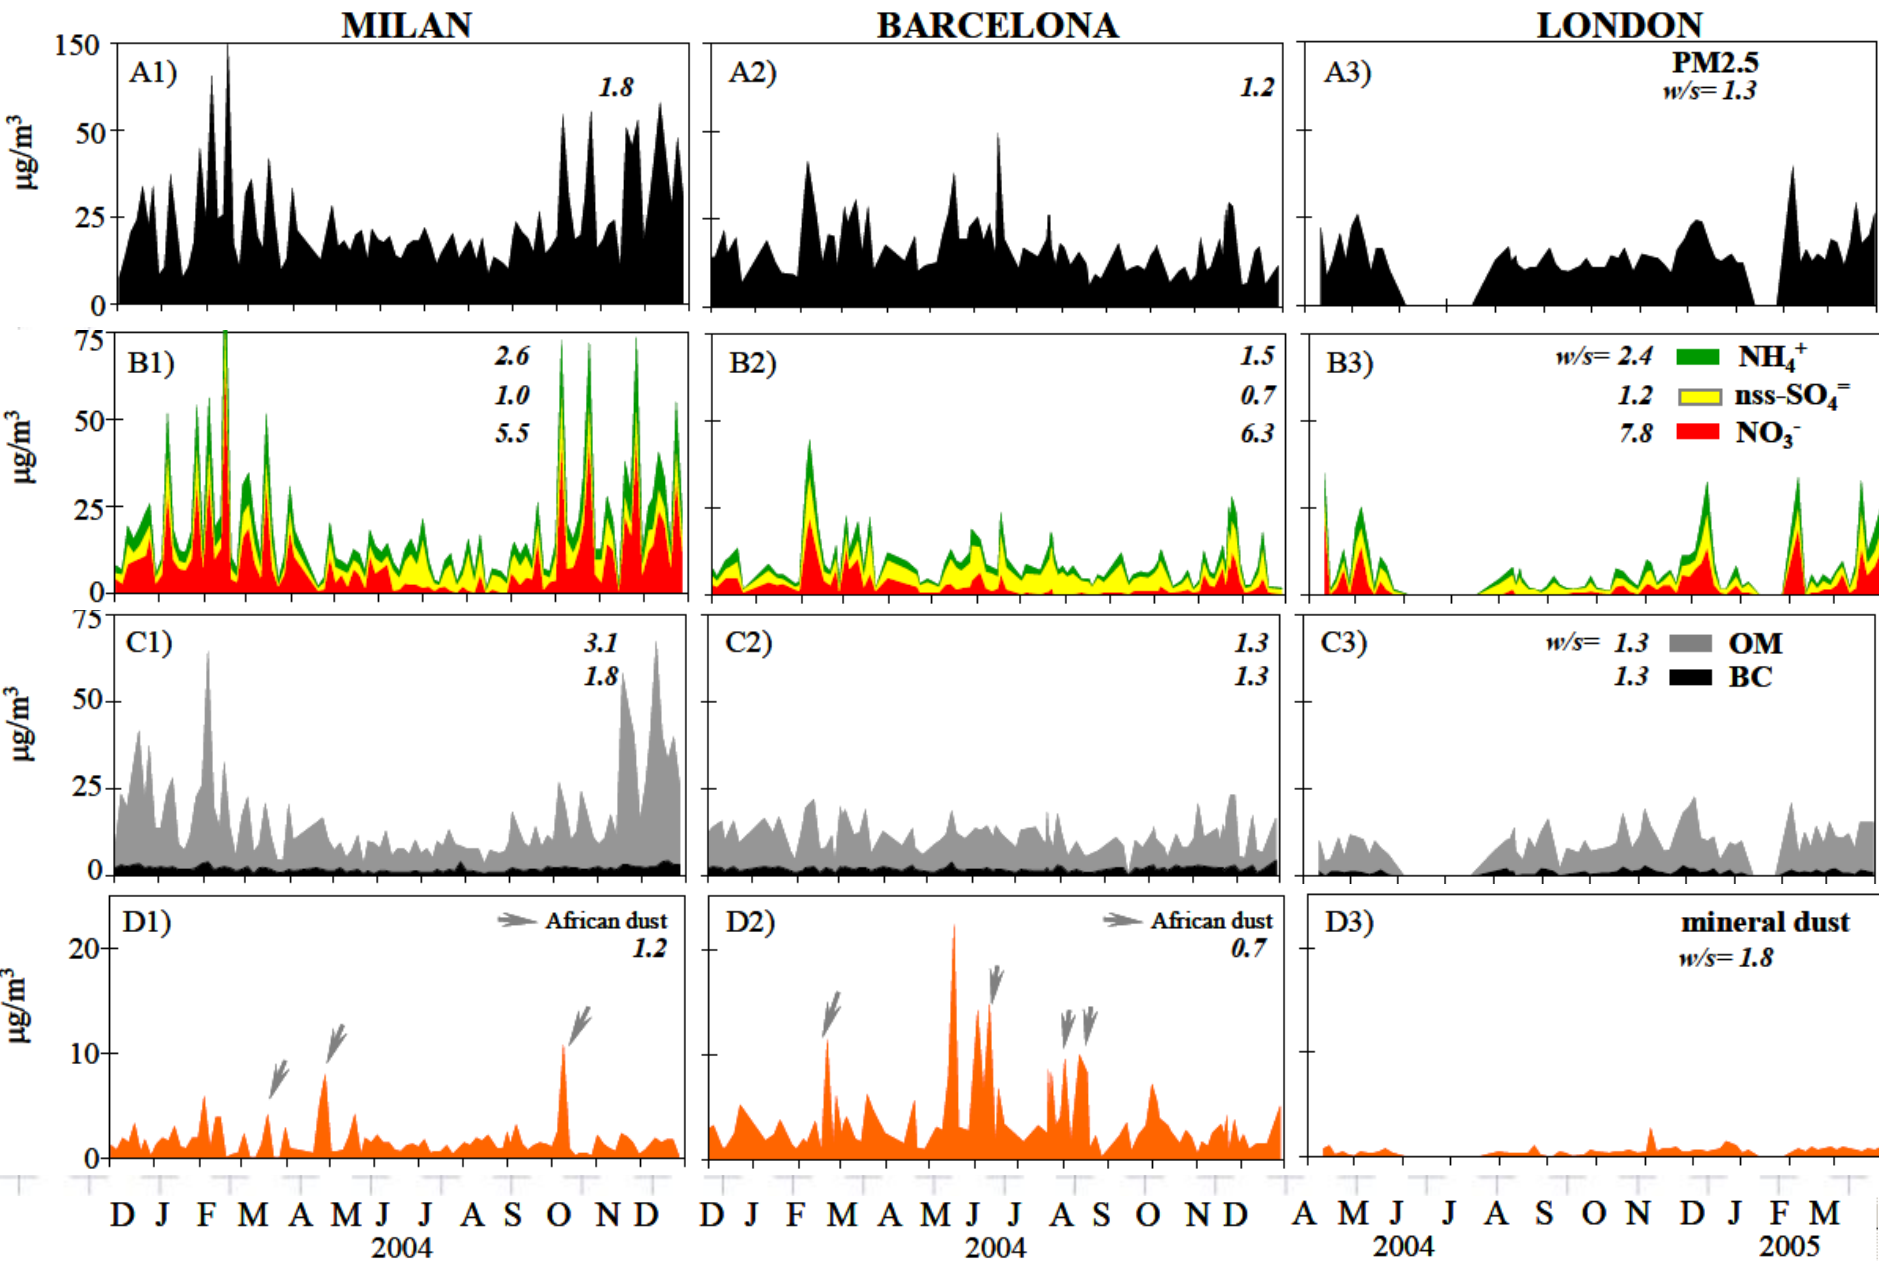 MILAN BARCELONA LONDON
150 A1) 1.8 A2) 1.2 A3) PM2.5
w/s= 1.3
50
25
0
µg/m³
75 B1) 2.6 B2) 1.5 B3) w/s= 2.4 NH₄⁺
1.0 0.7 1.2 nss-SO₄⁼
5.5 6.3 7.8 NO₃⁻
50
25
0
µg/m³
75 C1) 3.1 C2) 1.3 C3) w/s= 1.3 OM
1.8 1.3 1.3 BC
50
25
0
µg/m³
D1) African dust D2) African dust D3) mineral dust
1.2 0.7 w/s= 1.8
20
10
0
µg/m³
D J F M A M J J A S O N D D J F M A M J J A S O N D A M J J A S O N D J F M
2004 2004 2004 2005